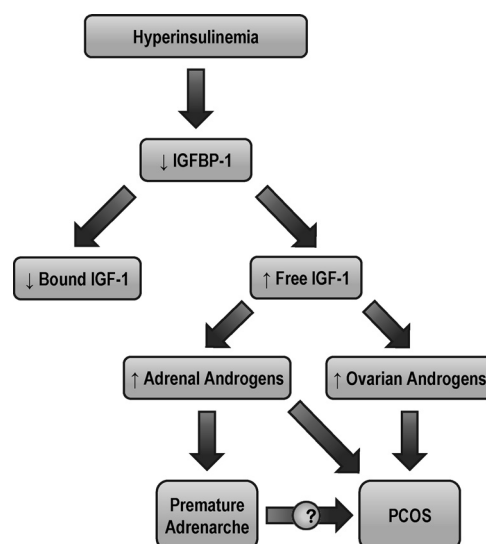 Hyperinsulinemia
↓ IGFBP-1
↓ Bound IGF-1
↑ Free IGF-1
↑ Adrenal Androgens
↑ Ovarian Androgens
Premature
Adrenarche
?
PCOS